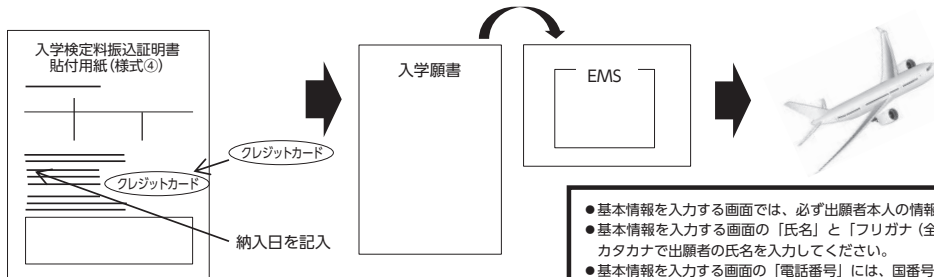 入学検定料振込証明書
貼付用紙(様式④)
クレジットカード
クレジットカード
納入日を記入
入学願書
EMS
●基本情報を入力する画面では、必ず出願者本人の情報
●基本情報を入力する画面の「氏名」と「フリガナ(全
カタカナで出願者の氏名を入力してください。
●基本情報を入力する画面の「電話番号」には、国番号